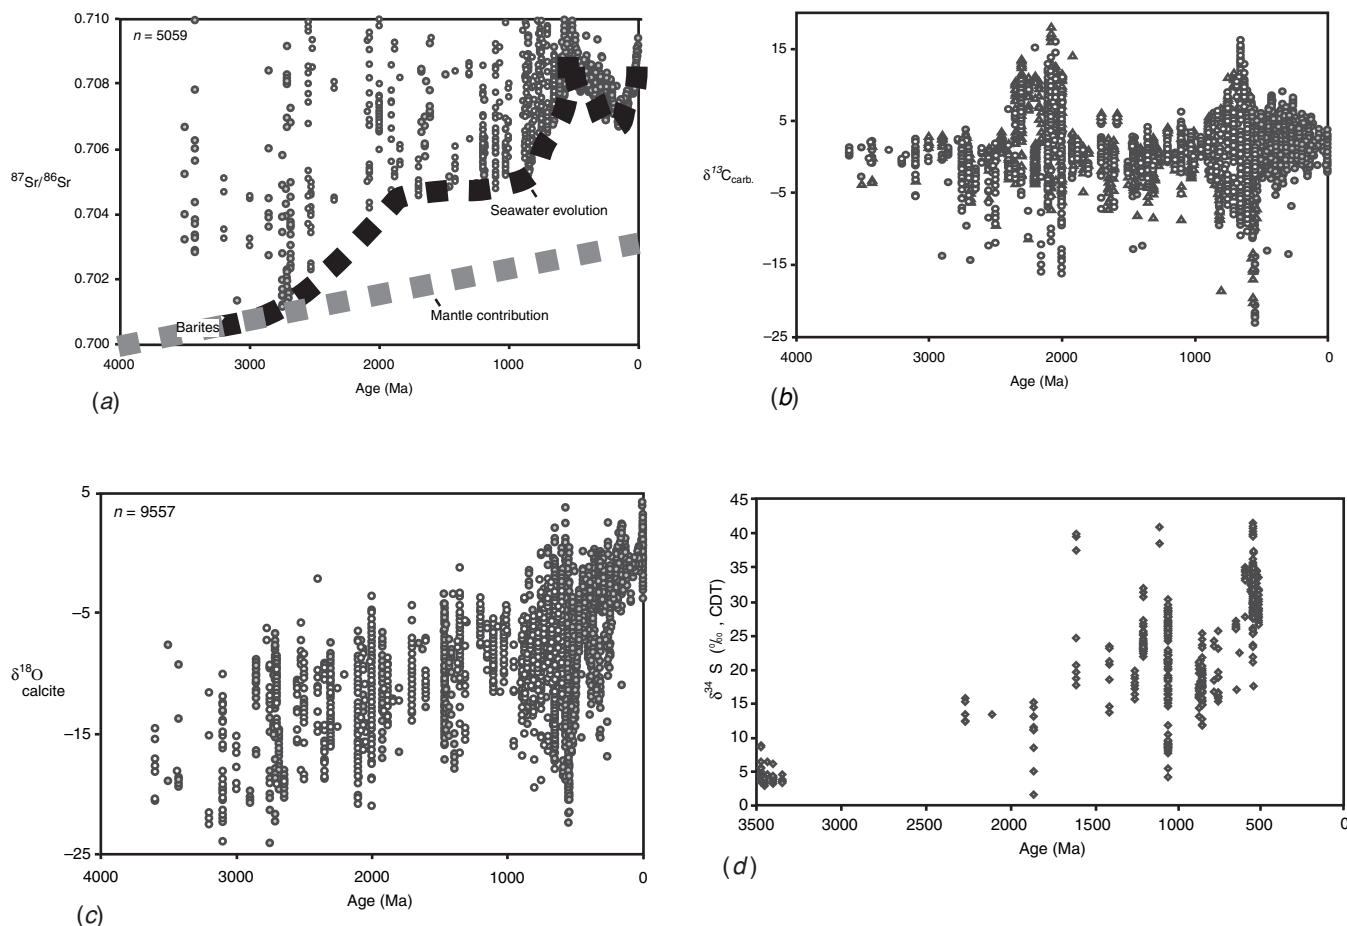 0.710
n = 5059
0.708
0.706
87Sr/86Sr
0.704
Seawater evolution
0.702
Mantle contribution
Barites
0.700
4000 3000 2000 1000 0
Age (Ma)
(a)
15
5
δ13Ccarb.
−5
−15
−25
4000 3000 2000 1000 0
Age (Ma)
(b)
5
n = 9557
−5
δ18O
calcite
−15
−25
4000 3000 2000 1000 0
Age (Ma)
(c)
45
40
35
30
25
20
15
10
5
0
δ34 S (‰, CDT)
3500 3000 2500 2000 1500 1000 500 0
Age (Ma)
(d)